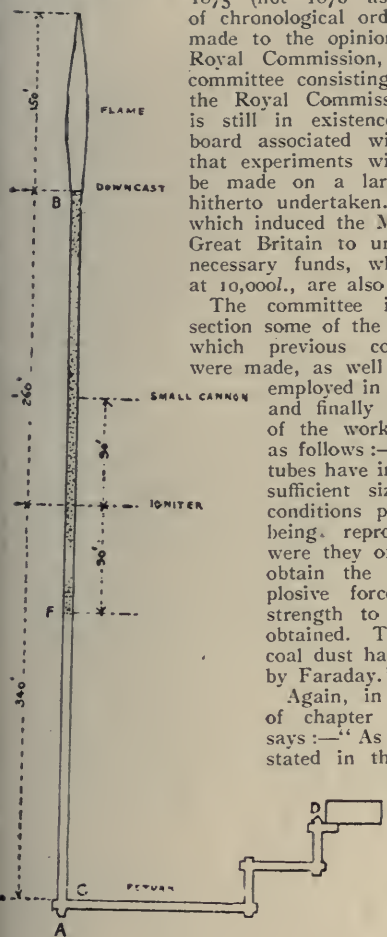 (not as
of chronological ord
made to the opinion
Royal Commission,
committee consisting
the Royal Commiss
is still in existence
board associated wi
that experiments wi
be made on a lar
hitherto undertaken.
which induced the M
Great Britain to un
necessary funds, wh
at 10,000l., are also
The committee i
section some of the
which previous co
were made, as well
employed in
and finally
of the work
as follows :—
tubes have in
sufficient siz
conditions p
being. repro
were they of
obtain the
plosive force
strength to
obtained. T
coal dust ha
by Faraday.
Again, in
of chapter
says :—“ As
stated in th
150'
FLAME
B
DOWNCAST
260'
SMALL CANNON
90'
IGNITER
90'
F
340'
D
C
RETURN
A